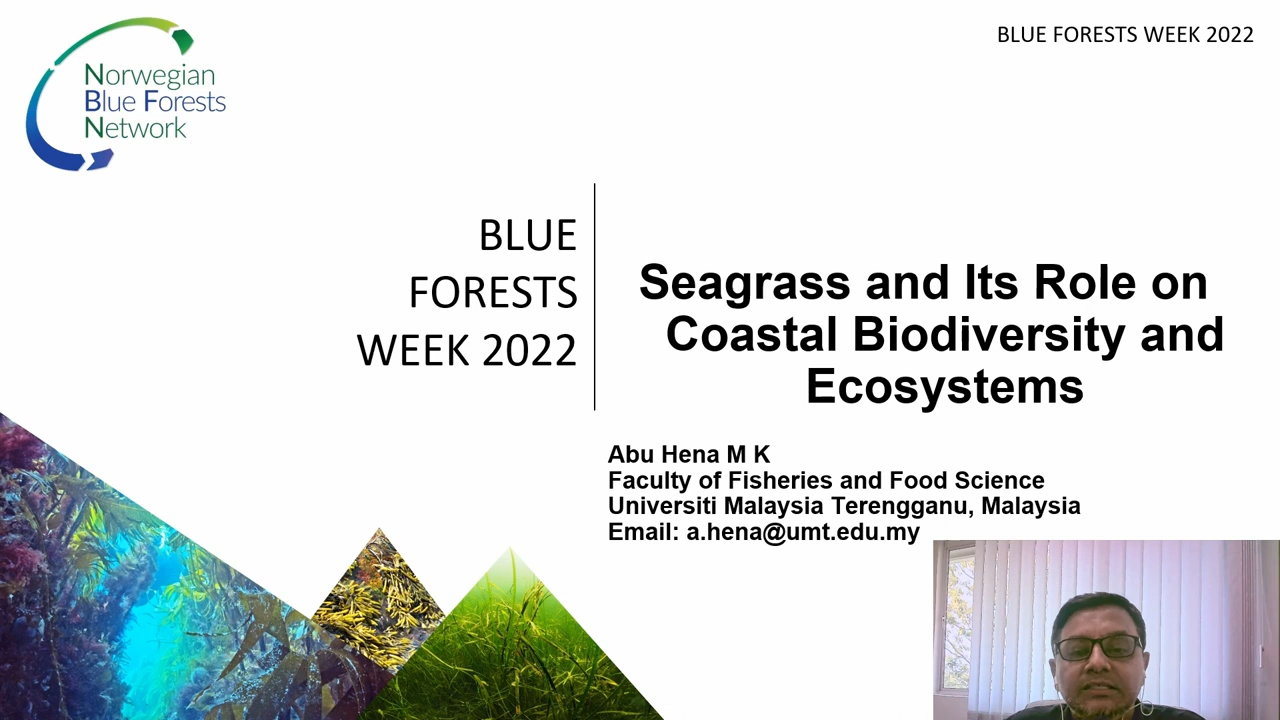 Norwegian
Blue Forests
Network
BLUE FORESTS WEEK 2022
BLUE
FORESTS
WEEK 2022
Seagrass and Its Role on
Coastal Biodiversity and
Ecosystems
Abu Hena M K
Faculty of Fisheries and Food Science
Universiti Malaysia Terengganu, Malaysia
Email: a.hena@umt.edu.my